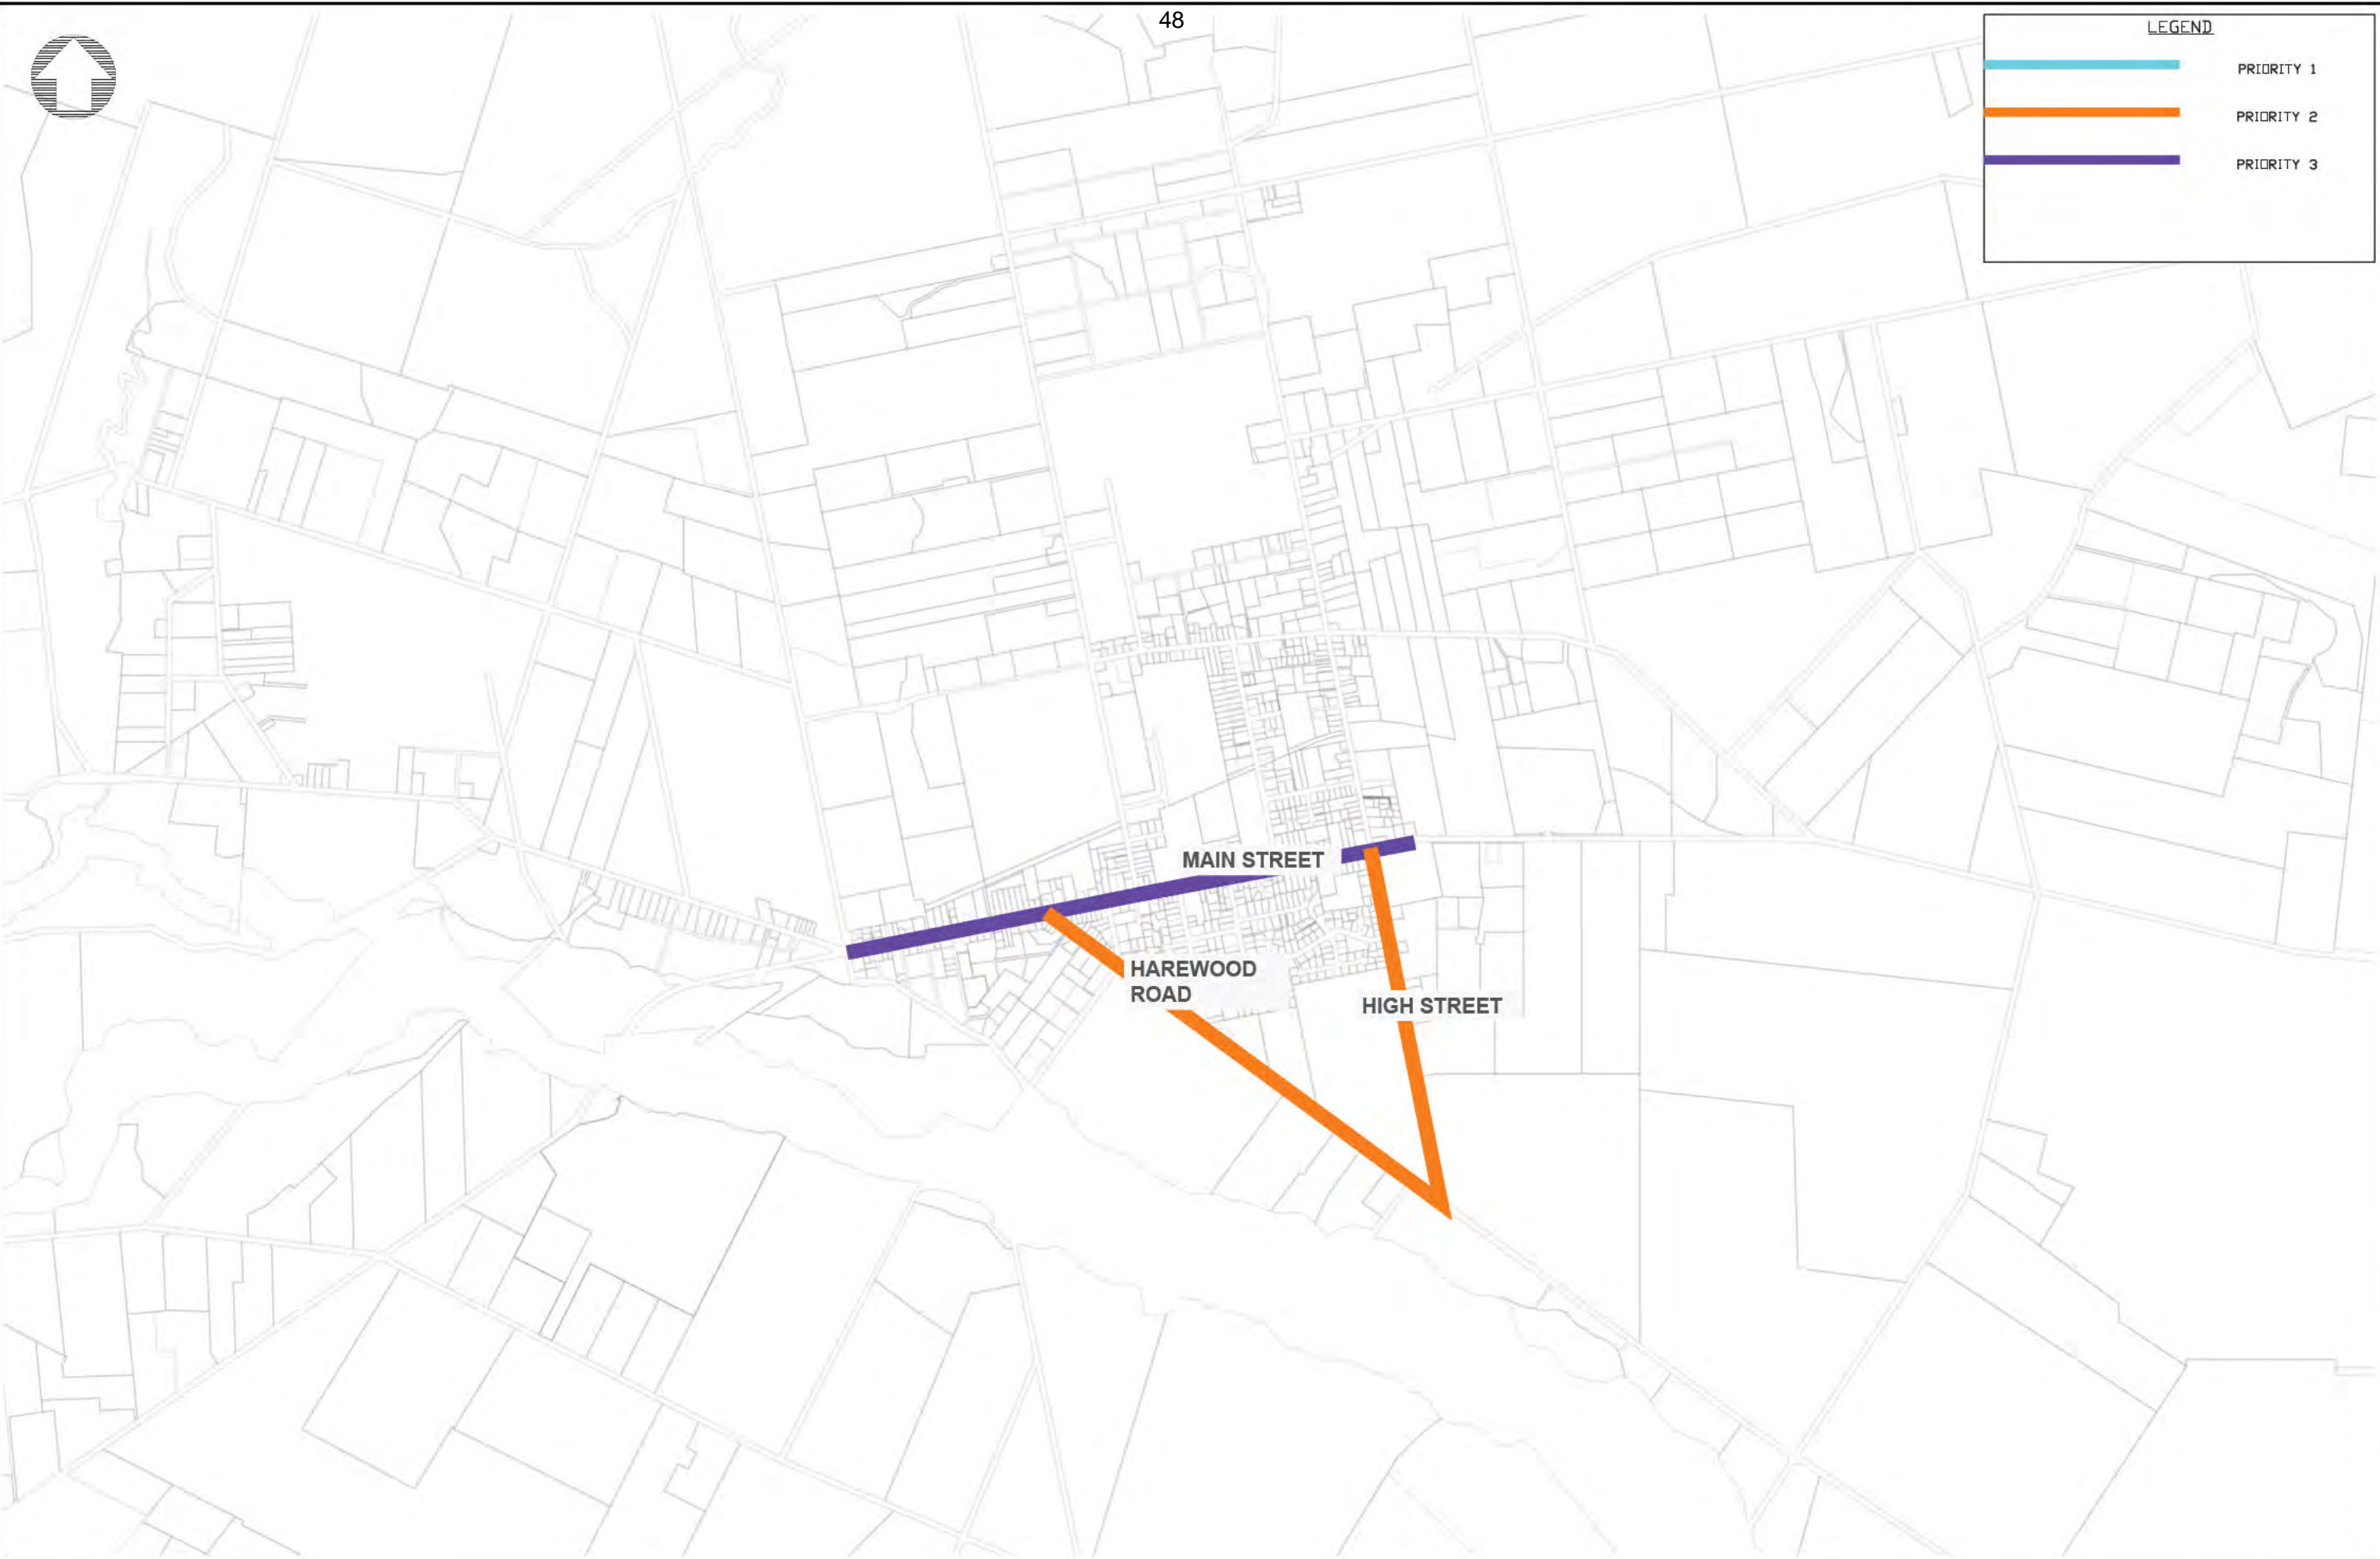 48
LEGEND
PRIORITY 1
PRIORITY 2
PRIORITY 3
MAIN STREET
HAREWOOD
ROAD
HIGH STREET